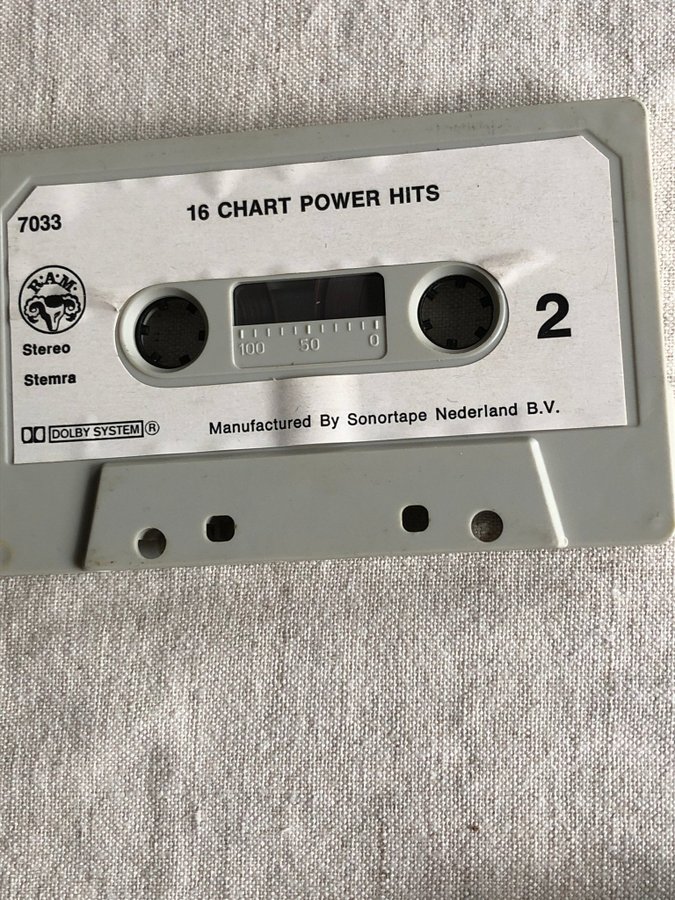 16 CHART POWER HITS
7033
R.A.M.
Stereo
Stemra
2
100 50 0
DOLBY SYSTEM ®
Manufactured By Sonortape Nederland B.V.